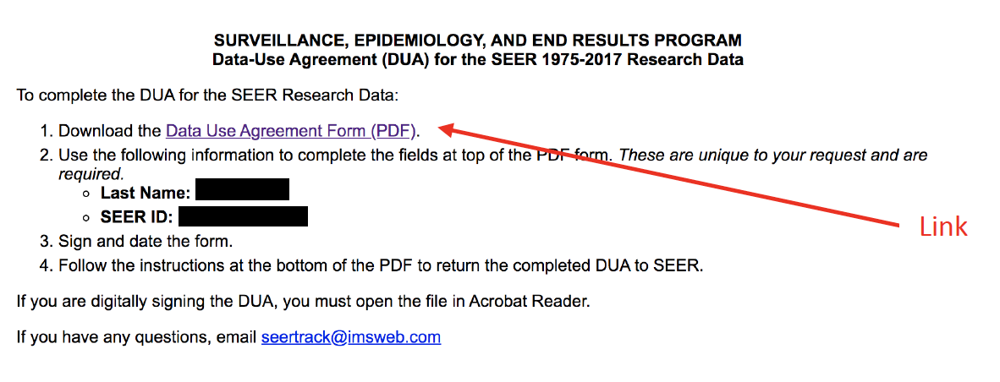 SURVEILLANCE, EPIDEMIOLOGY, AND END RESULTS PROGRAM
Data-Use Agreement (DUA) for the SEER 1975-2017 Research Data
To complete the DUA for the SEER Research Data:
1. Download the Data Use Agreement Form (PDF).
2. Use the following information to complete the fields at top of the PDF form. These are unique to your request and are
required.
Last Name:
SEER ID:
Link
3. Sign and date the form.
4. Follow the instructions at the bottom of the PDF to return the completed DUA to SEER.
If you are digitally signing the DUA, you must open the file in Acrobat Reader.
If you have any questions, email seertrack@imsweb.com